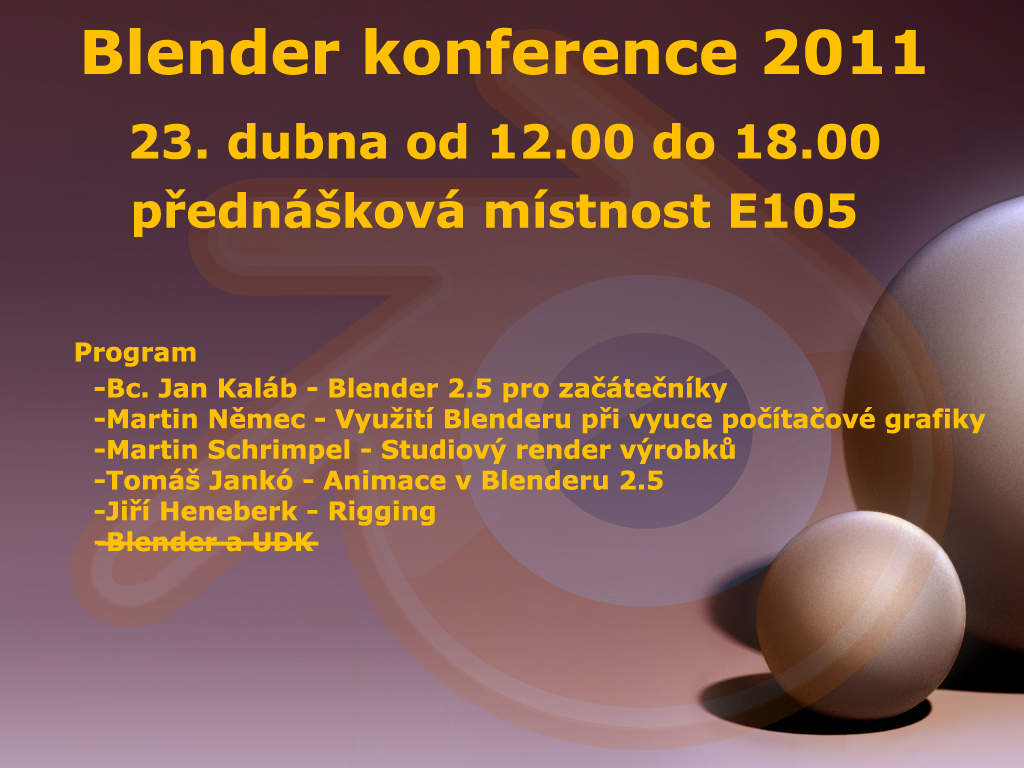 Blender konference 2011
23. dubna od 12.00 do 18.00
přednášková místnost E105
Program
-Bc. Jan Kaláb - Blender 2.5 pro začátečníky
-Martin Němec - Využití Blenderu při vyuce počítačové grafiky
-Martin Schrimpel - Studiový render výrobků
-Tomáš Jankó - Animace v Blenderu 2.5
-Jiří Heneberk - Rigging
-Blender a UDK